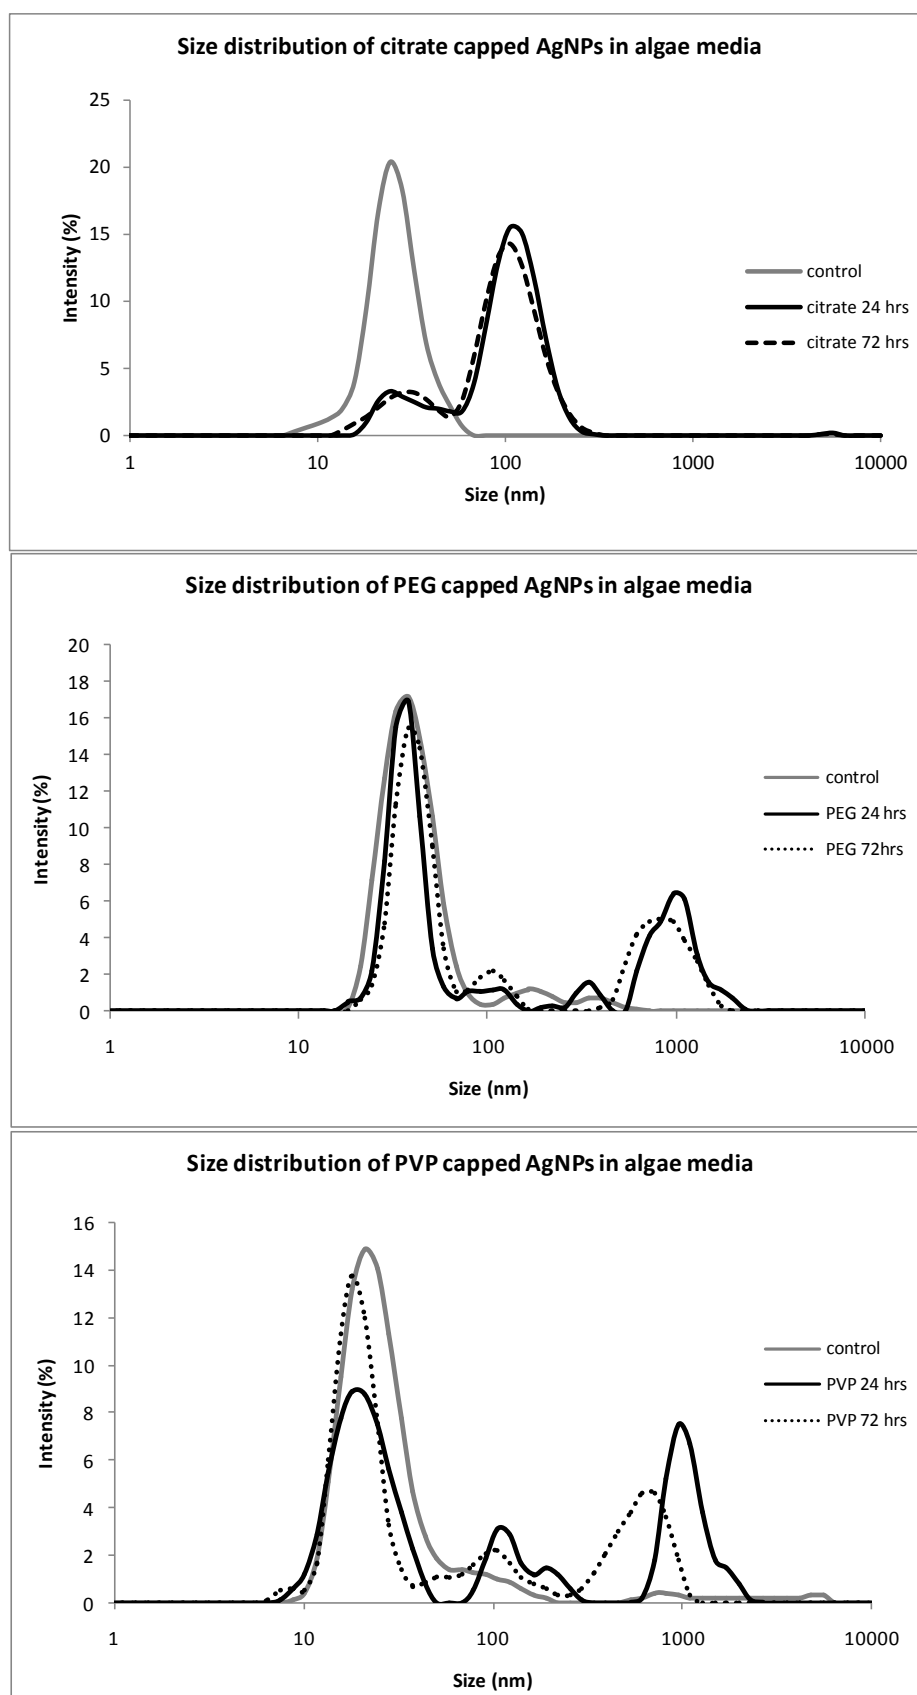 Size distribution of citrate capped AgNPs in algae media
25
20
15
10
5
0
Intensity (%)
control
citrate 24 hrs
citrate 72 hrs
1 10 100 1000 10000
Size (nm)
Size distribution of PEG capped AgNPs in algae media
20
18
16
14
12
10
8
6
4
2
0
Intensity (%)
control
PEG 24 hrs
PEG 72hrs
1 10 100 1000 10000
Size (nm)
Size distribution of PVP capped AgNPs in algae media
16
14
12
10
8
6
4
2
0
Intensity (%)
control
PVP 24 hrs
PVP 72 hrs
1 10 100 1000 10000
Size (nm)